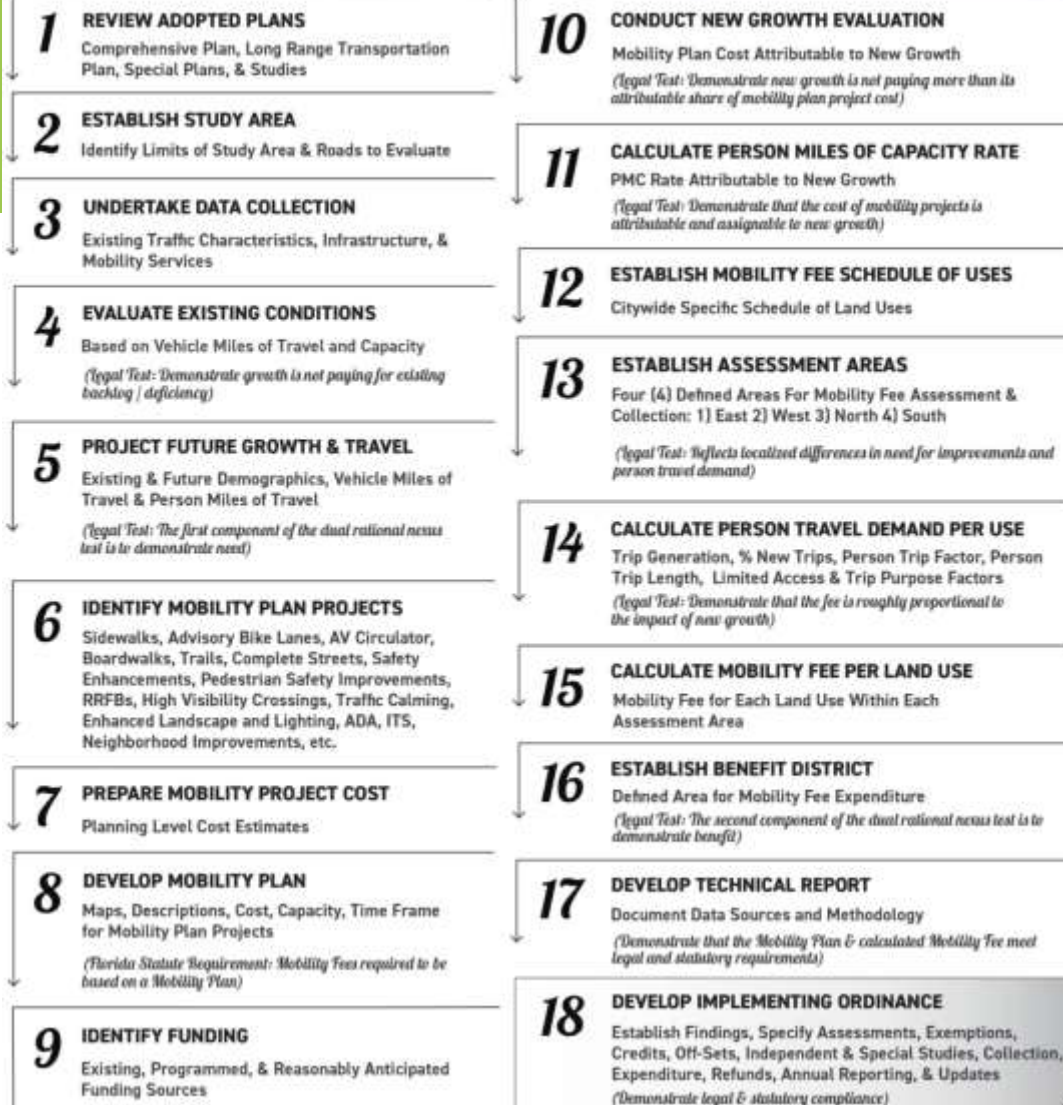 1
REVIEW ADOPTED PLANS
Comprehensive Plan, Long Range Transportation
Plan, Special Plans, & Studies
2
ESTABLISH STUDY AREA
Identify Limits of Study Area & Roads to Evaluate
3
UNDERTAKE DATA COLLECTION
Existing Traffic Characteristics, Infrastructure, &
Mobility Services
4
EVALUATE EXISTING CONDITIONS
Based on Vehicle Miles of Travel and Capacity
(Legal Test: Demonstrate growth is not paying for existing
backlog / deficiency)
5
PROJECT FUTURE GROWTH & TRAVEL
Existing & Future Demographics, Vehicle Miles of
Travel & Person Miles of Travel
(Legal Test: The first component of the dual rational nexus
test is to demonstrate need)
6
IDENTIFY MOBILITY PLAN PROJECTS
Sidewalks, Advisory Bike Lanes, AV Circulator,
Boardwalks, Trails, Complete Streets, Safety
Enhancements, Pedestrian Safety Improvements,
RRFBs, High Visibility Crossings, Traffic Calming,
Enhanced Landscape and Lighting, ADA, ITS,
Neighborhood Improvements, etc.
7
PREPARE MOBILITY PROJECT COST
Planning Level Cost Estimates
8
DEVELOP MOBILITY PLAN
Maps, Descriptions, Cost, Capacity, Time Frame
for Mobility Plan Projects
(Florida Statute Requirement: Mobility Fees required to be
based on a Mobility Plan)
9
IDENTIFY FUNDING
Existing, Programmed, & Reasonably Anticipated
Funding Sources
10
CONDUCT NEW GROWTH EVALUATION
Mobility Plan Cost Attributable to New Growth
(Legal Test: Demonstrate new growth is not paying more than its
attributable share of mobility plan project cost)
11
CALCULATE PERSON MILES OF CAPACITY RATE
PMC Rate Attributable to New Growth
(Legal Test: Demonstrate that the cost of mobility projects is
attributable and assignable to new growth)
12
ESTABLISH MOBILITY FEE SCHEDULE OF USES
Citywide Specific Schedule of Land Uses
13
ESTABLISH ASSESSMENT AREAS
Four (4) Defined Areas For Mobility Fee Assessment &
Collection: 1) East 2) West 3) North 4) South
(Legal Test: Reflects localized differences in need for improvements and
person travel demand)
14
CALCULATE PERSON TRAVEL DEMAND PER USE
Trip Generation, % New Trips, Person Trip Factor, Person
Trip Length, Limited Access & Trip Purpose Factors
(Legal Test: Demonstrate that the fee is roughly proportional to
the impact of new growth)
15
CALCULATE MOBILITY FEE PER LAND USE
Mobility Fee for Each Land Use Within Each
Assessment Area
16
ESTABLISH BENEFIT DISTRICT
Defined Area for Mobility Fee Expenditure
(Legal Test: The second component of the dual rational nexus test is to
demonstrate benefit)
17
DEVELOP TECHNICAL REPORT
Document Data Sources and Methodology
(Demonstrate that the Mobility Plan & calculated Mobility Fee meet
legal and statutory requirements)
18
DEVELOP IMPLEMENTING ORDINANCE
Establish Findings, Specify Assessments, Exemptions,
Credits, Off-Sets, Independent & Special Studies, Collection,
Expenditure, Refunds, Annual Reporting, & Updates
(Demonstrate legal & statutory compliance)